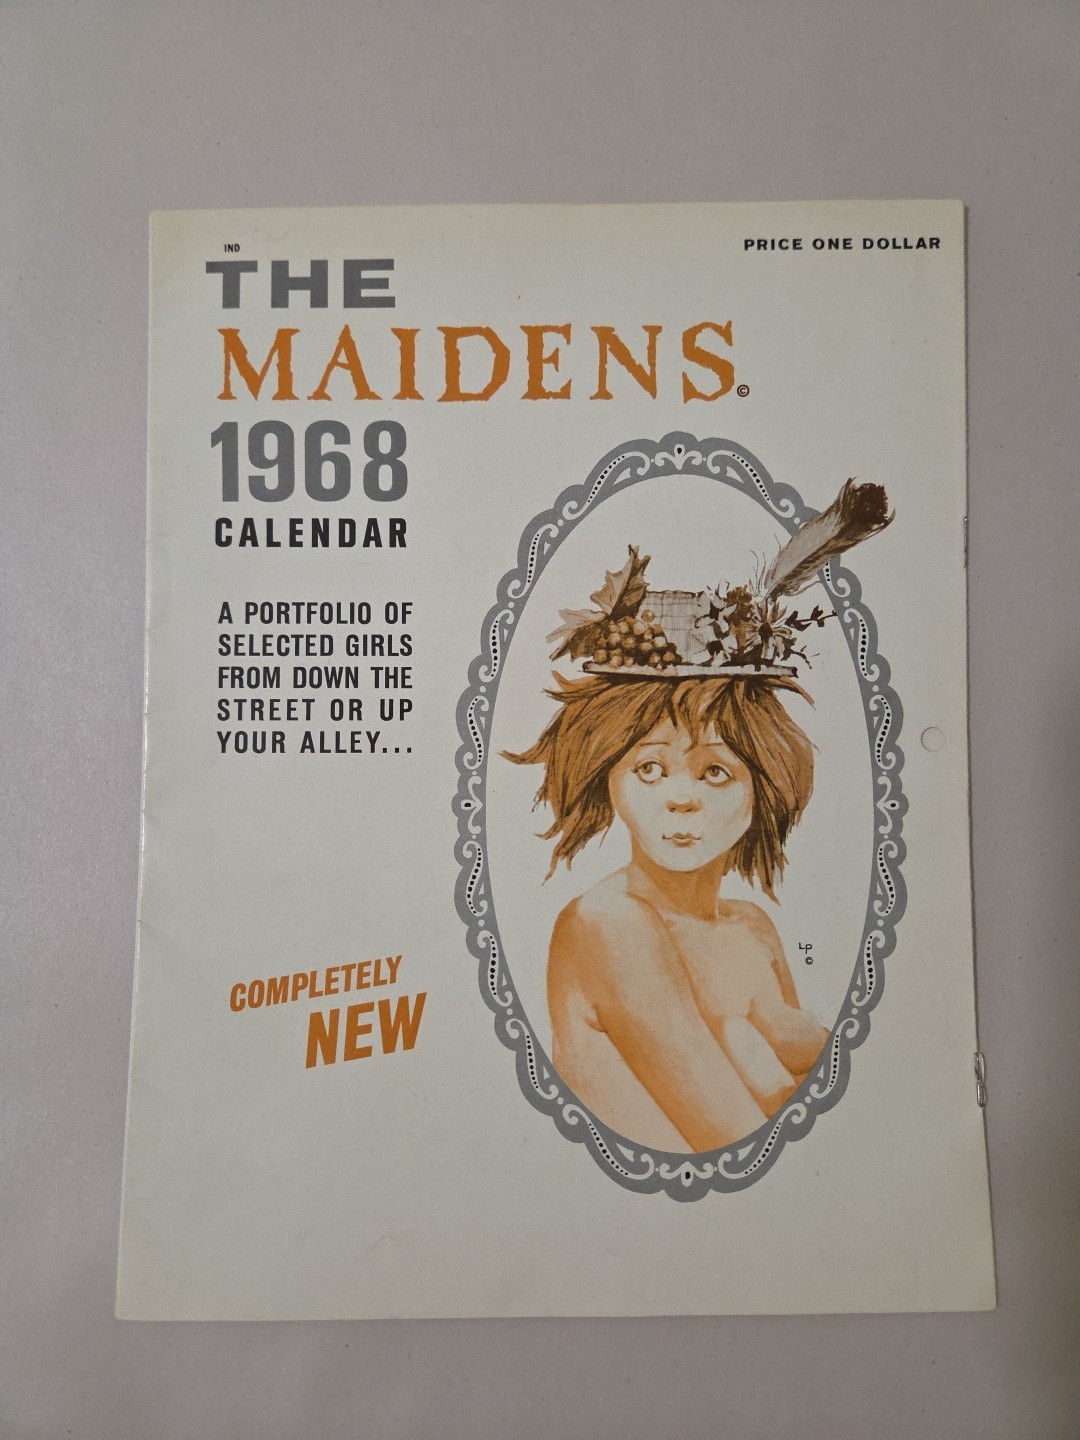 IND
PRICE ONE DOLLAR
THE
MAIDENS©
1968
CALENDAR
A PORTFOLIO OF
SELECTED GIRLS
FROM DOWN THE
STREET OR UP
YOUR ALLEY...
COMPLETELY
NEW
LP
©